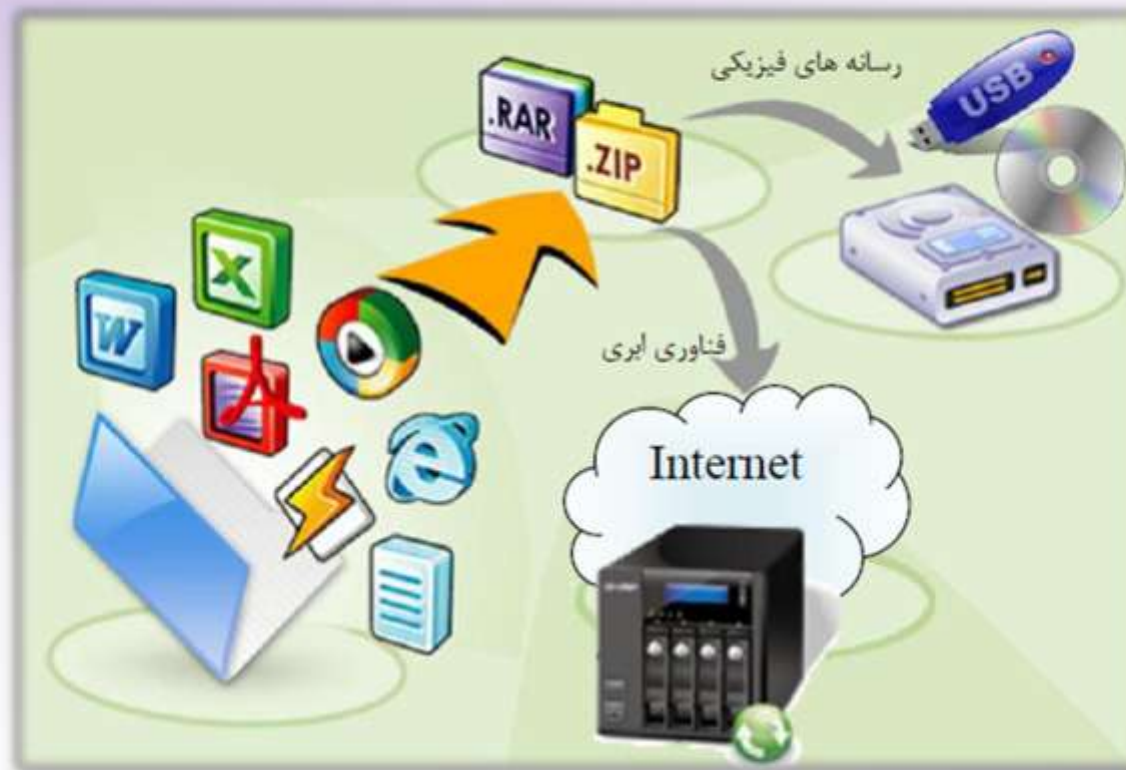 رسانه های فیزیکی
USB
.RAR
.ZIP
فناوری ابری
X
W
e
Internet